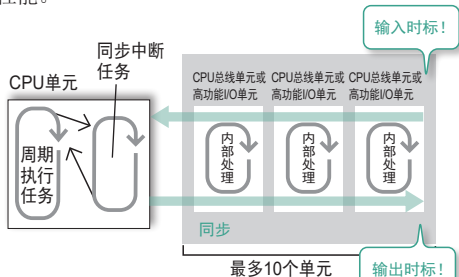 性能。
输入时标！
同步中断
任务
CPU单元
CPU总线单元或
高功能I/O单元
CPU总线单元或
高功能I/O单元
CPU总线单元或
高功能I/O单元
周期
执行
任务
内部处理
内部处理
内部处理
同步
最多10个单元
输出时标！